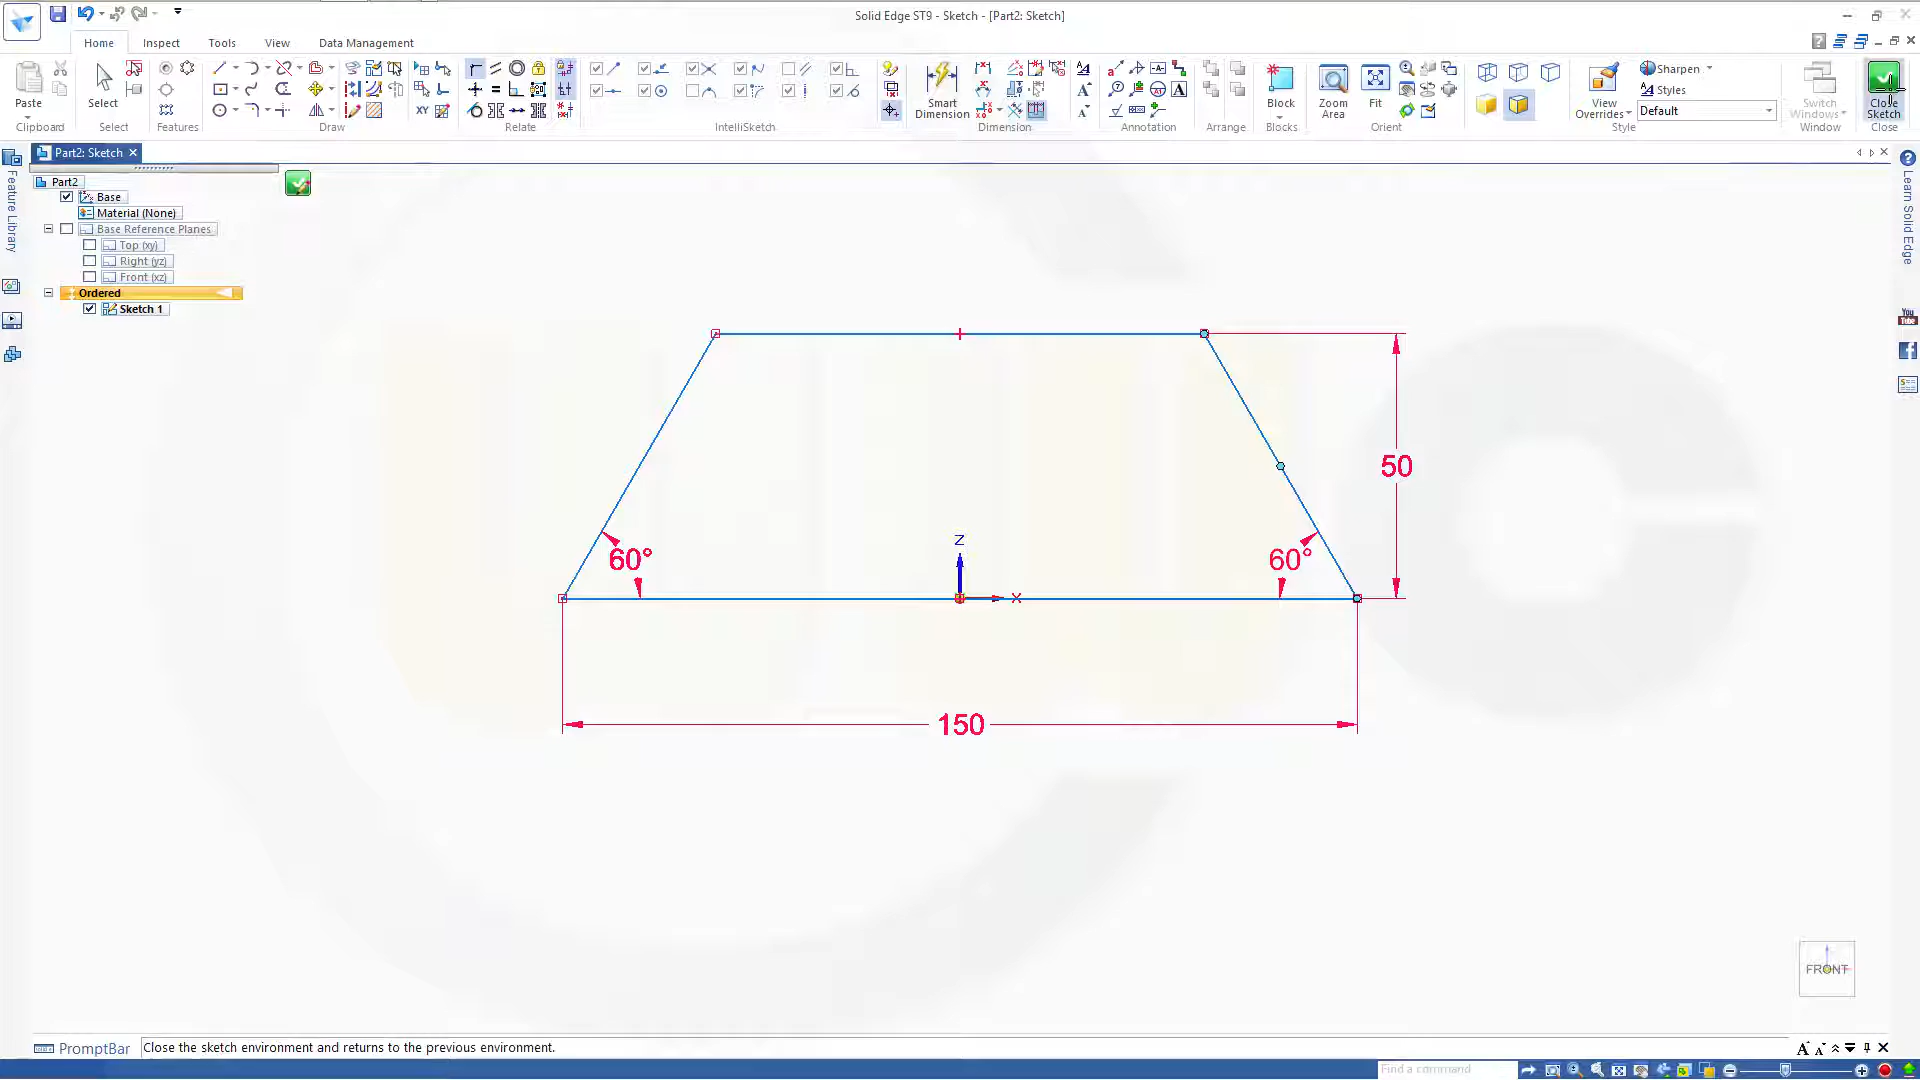 Solid Edge ST9 - Sketch - [Part2: Sketch]
Home Inspect Tools View Data Management
Paste
Select
Clipboard
Select
Features
Draw
XY
Relate
IntelliSketch
Smart
Dimension
Dimension
A
Annotation
Arrange
Block
Blocks
Zoom
Area
Fit
Orient
View
Overrides
Sharpen
Styles
Default
Style
Switch
Windows
Window
Close
Sketch
Close
Part2: Sketch
Part2
Base
Material (None)
Base Reference Planes
Top (xy)
Right (yz)
Front (xz)
Ordered
Sketch 1
Feature Library
Learn Solid Edge
You
Tube
50
60°
60°
Z
X
150
FRONT
PromptBar
Close the sketch environment and returns to the previous environment.
Find a command